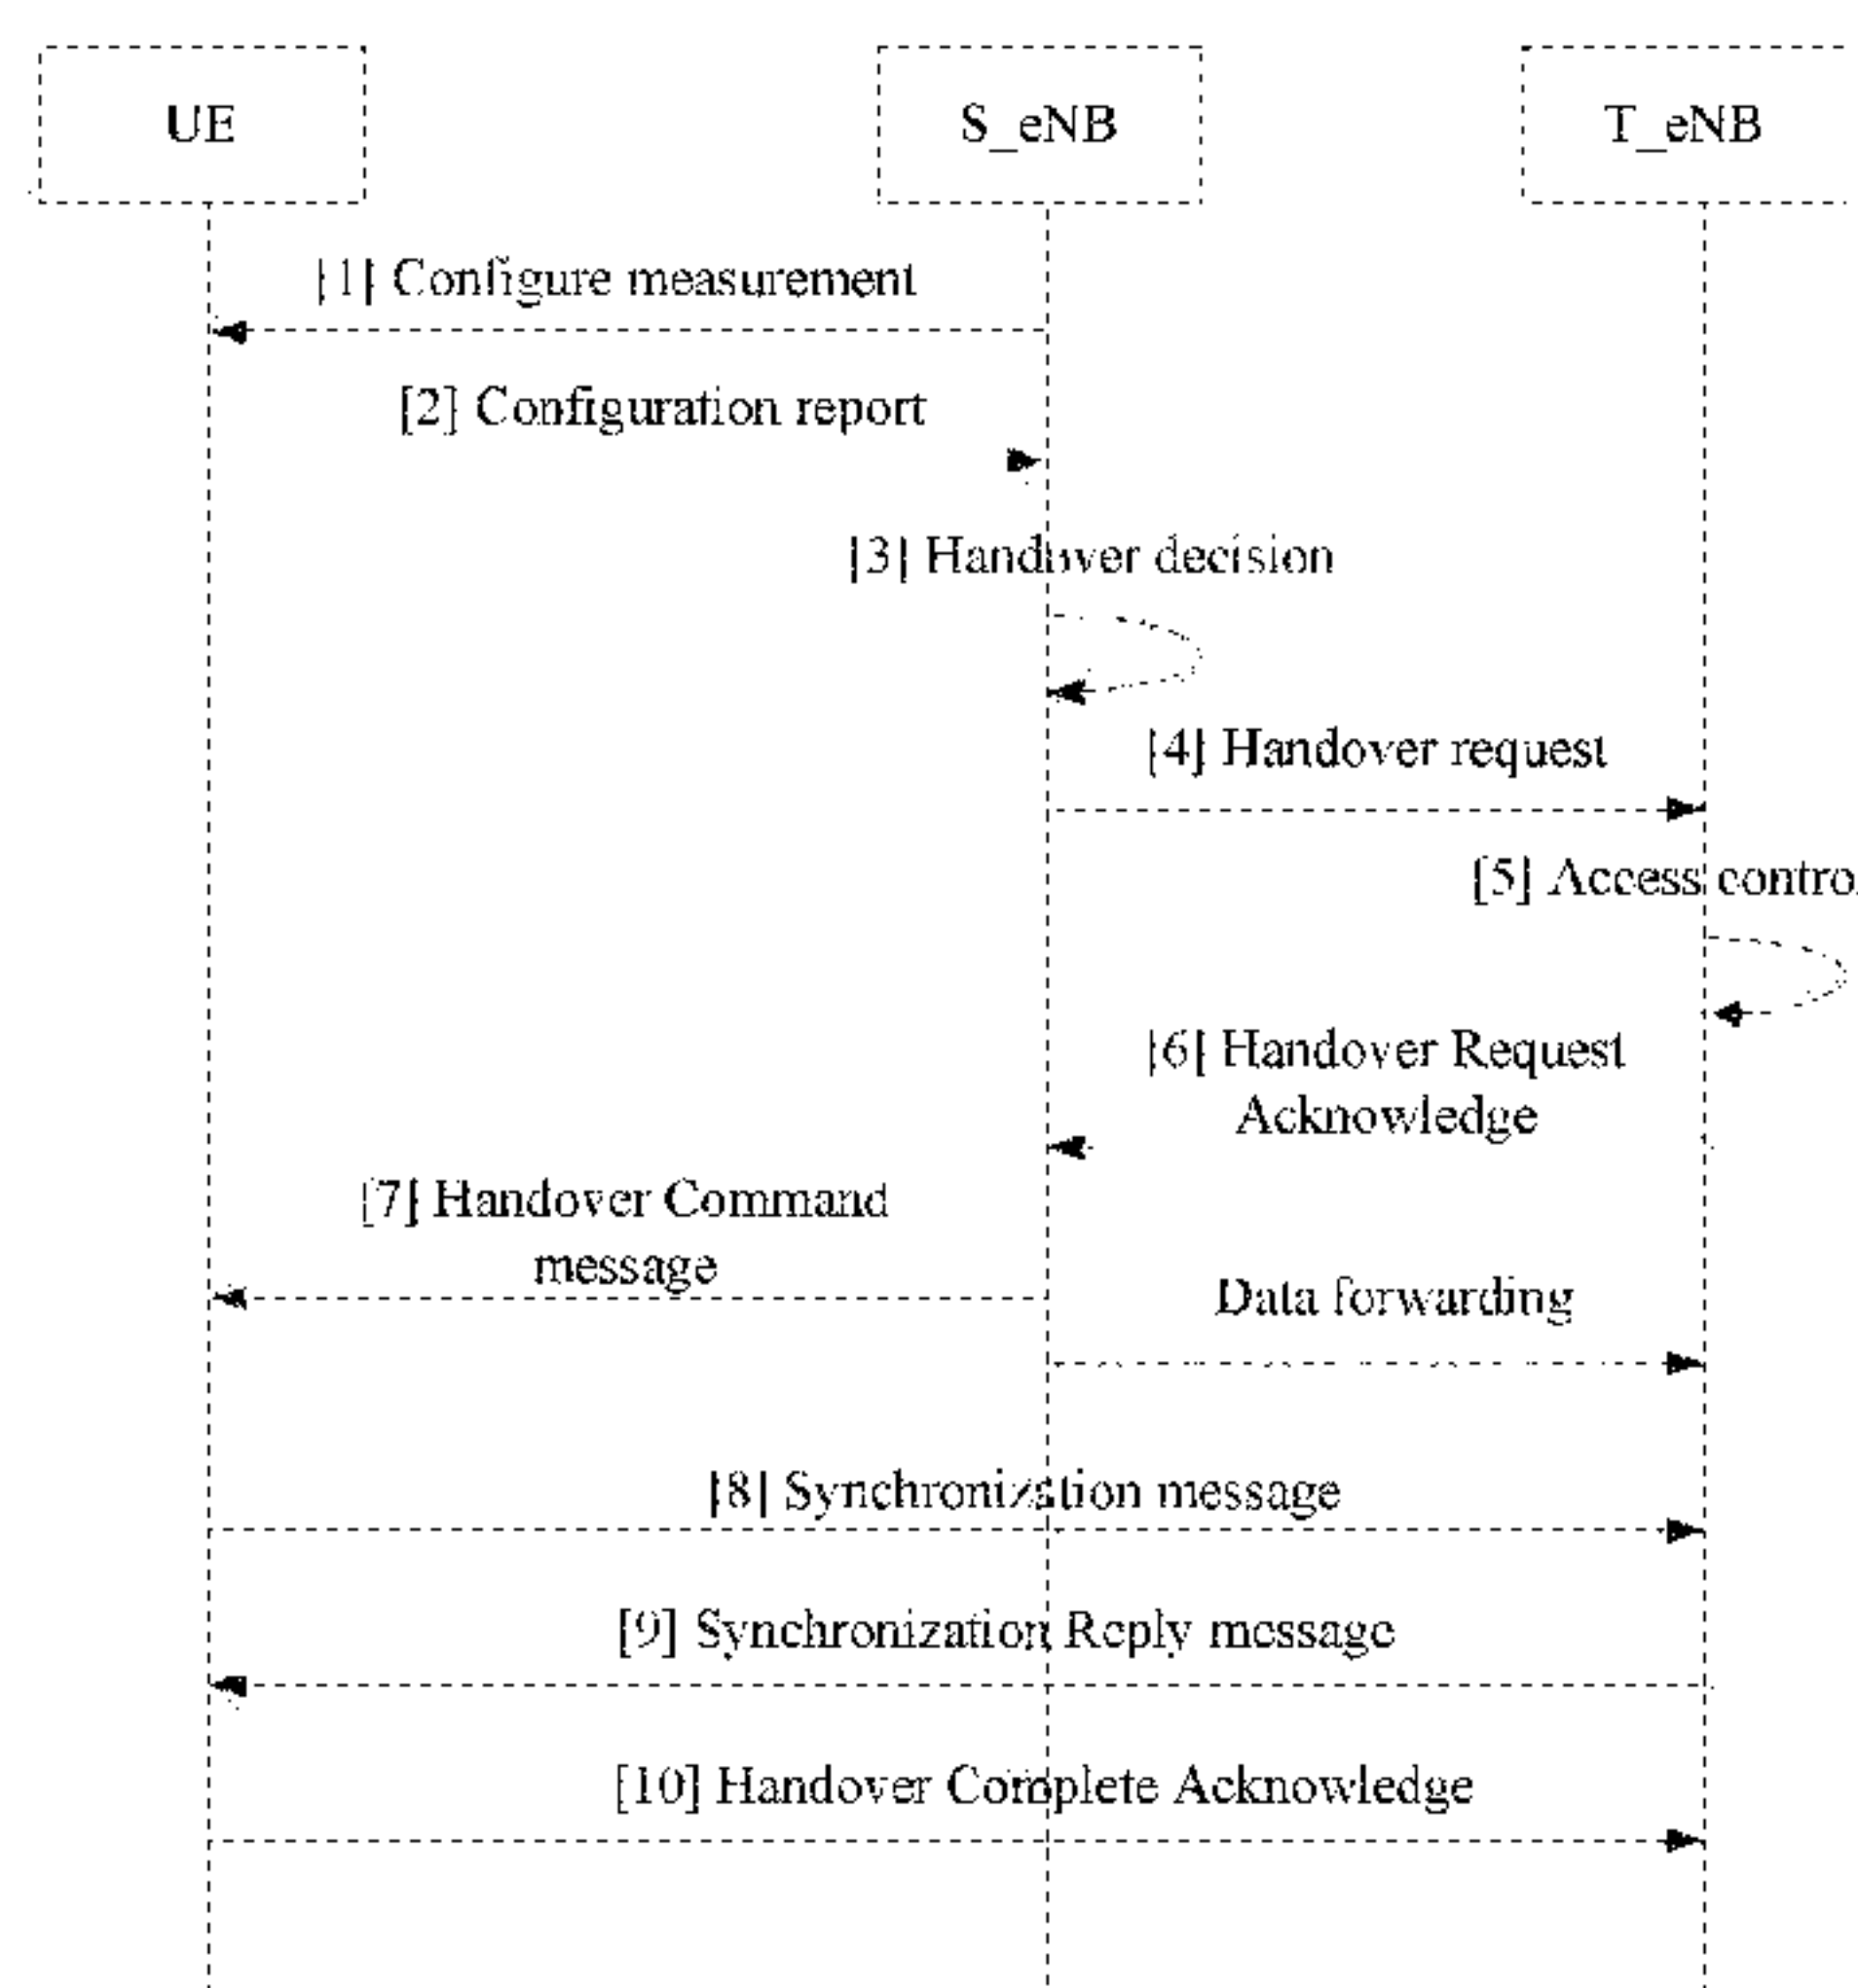 UE
S_eNB
T_eNB
[1] Configure measurement
[2] Configuration report
[3] Handover decision
[4] Handover request
[5] Access contro
[6] Handover Request
Acknowledge
[7] Handover Command
message
Data forwarding
[8] Synchronization message
[9] Synchronization Reply message
[10] Handover Complete Acknowledge